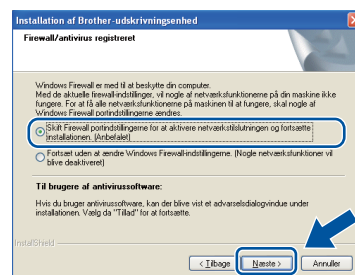 Installation af Brother-udskrivningsenhed
Firewall/antivirus registreret
Windows Firewall er med til at beskytte din computer.
Med de aktuelle firewall-indstillinger, vil nogle af netværksfunktionerne på din maskine ikke
fungere. For at få alle netværksfunktionerne på maskinen til at fungere, skal nogle af
Windows Firewall portindstillingerne ændres.
Skift Firewall portindstillingerne for at aktivere netværkstilslutningen og fortsætte
installationen. (Anbefalet)
Fortsæt uden at ændre Windows Firewall-indstillingerne. (Nogle netværksfunktioner vil
blive deaktiveret)
Til brugere af antivirussoftware:
Hvis du bruger antivirussoftware, kan der blive vist et advarselsdialogvindue under
installationen. Vælg da "Tillad" for at fortsætte.
InstallShield
< Tilbage
Næste >
Annuller